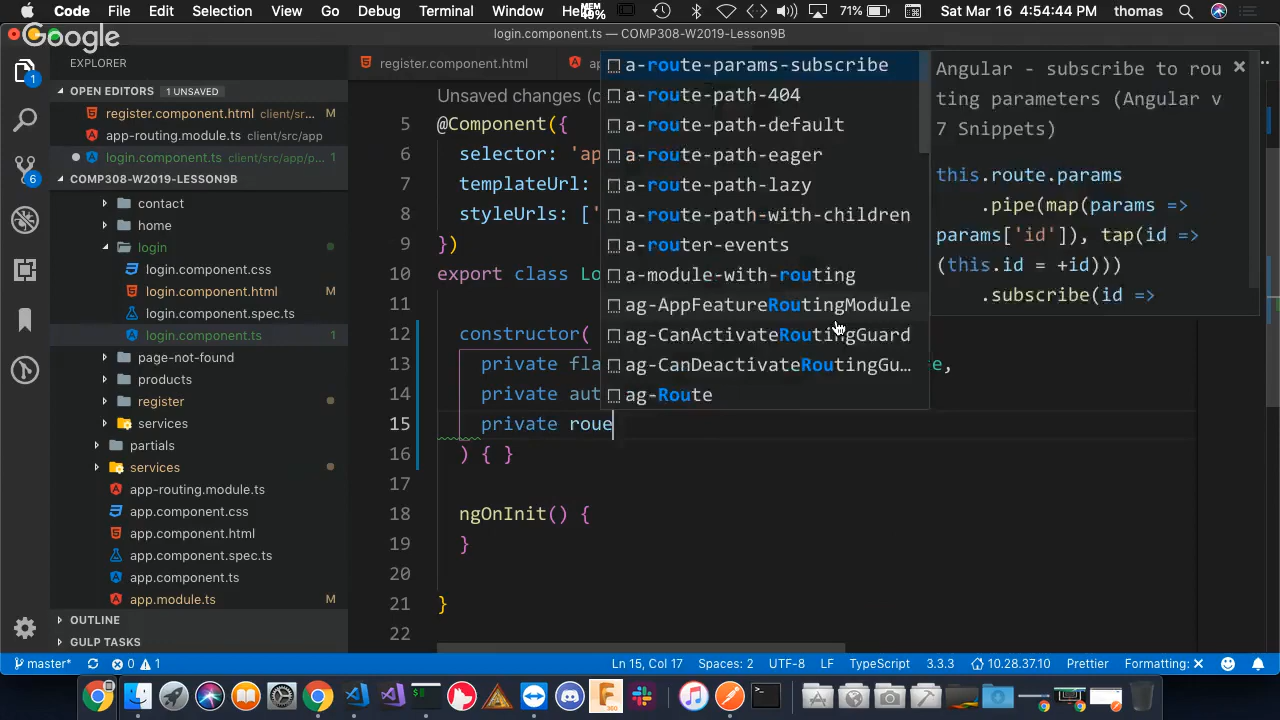 Code File Edit Selection View Go Debug Terminal Window 71% Sat Mar 16 4:54:44 PM thomas
login.component.ts — COMP308-W2019-LESSON9B
Google
EXPLORER
register.component.html
OPEN EDITORS 1 UNSAVED
register.component.html client/sr... M
app-routing.module.ts client/src/app
login.component.ts client/src/app/p... 1
COMP308-W2019-LESSON9B
contact
home
login
login.component.css
login.component.html
login.component.spec.ts
login.component.ts 1
page-not-found
products
register
services
partials
services
app-routing.module.ts
app.component.css
app.component.html
app.component.spec.ts
app.component.ts
app.module.ts M
OUTLINE
GULP TASKS
1
6
Unsaved changes (c
5 @Component({
6 selector: 'ap
7 templateUrl:
8 styleUrls: ['
9 })
10 export class Lo
11
12 constructor(
13 private fla e,
14 private aut
15 private roue
16 ) { }
17
18 ngOnInit() {
19 }
20
21 }
22
a-route-params-subscribe
a-route-path-404
a-route-path-default
a-route-path-eager
a-route-path-lazy
a-route-path-with-children
a-router-events
a-module-with-routing
ag-AppFeatureRoutingModule
ag-CanActivateRoutingGuard
ag-CanDeactivateRoutingGu…
ag-Route
Angular - subscribe to rou
ting parameters (Angular v
7 Snippets)
this.route.params
.pipe(map(params =>
params['id']), tap(id =>
(this.id = +id)))
.subscribe(id =>
master* 0 1 Ln 15, Col 17 Spaces: 2 UTF-8 LF TypeScript 3.3.3 10.28.37.10 Prettier Formatting: ✕